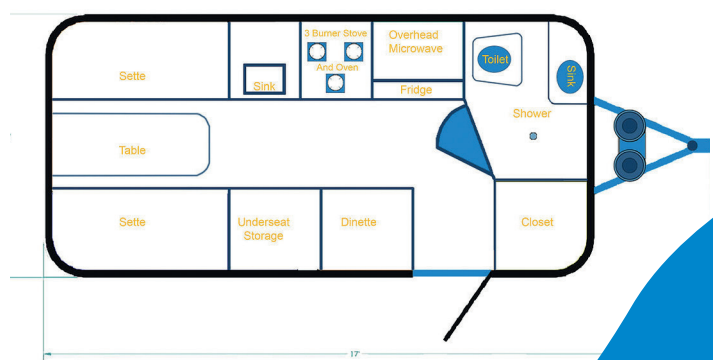 3 Burner Stove
And Oven
Overhead
Microwave
Toilet
Sink
Sette
Sink
Fridge
Shower
Table
Sette
Underseat
Storage
Dinette
Closet
17'